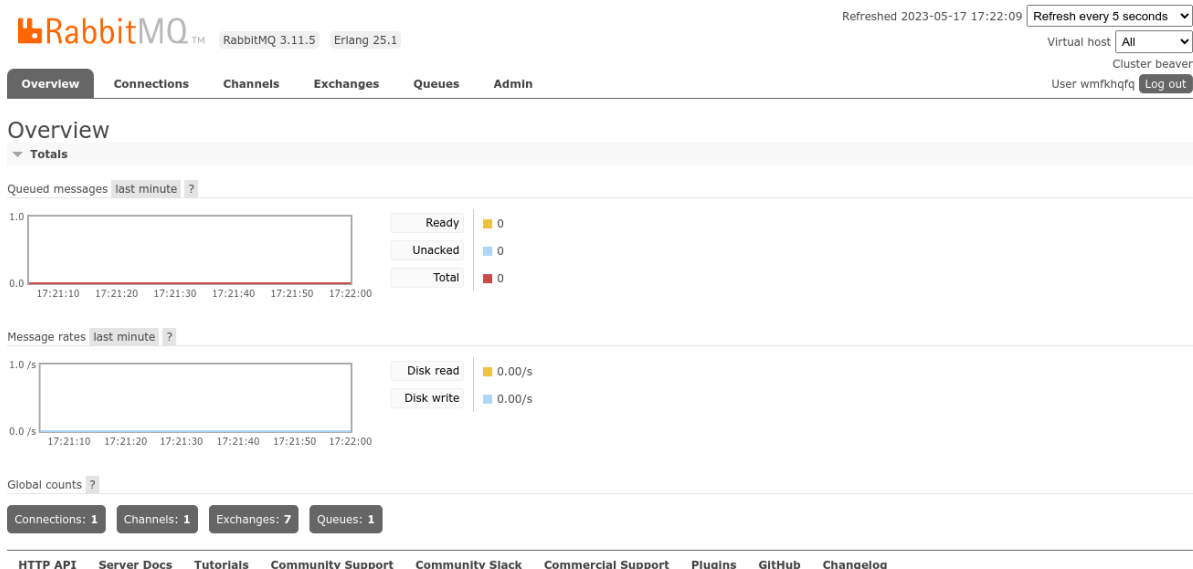 RabbitMQ TM RabbitMQ 3.11.5 Erlang 25.1
Refreshed 2023-05-17 17:22:09 Refresh every 5 seconds
Virtual host All
Cluster beaver
User wmfkhqfq Log out
Overview Connections Channels Exchanges Queues Admin
Overview
Totals
Queued messages last minute ?
1.0
0.0
17:21:10 17:21:20 17:21:30 17:21:40 17:21:50 17:22:00
Ready 0
Unacked 0
Total 0
Message rates last minute ?
1.0 /s
0.0 /s
17:21:10 17:21:20 17:21:30 17:21:40 17:21:50 17:22:00
Disk read 0.00/s
Disk write 0.00/s
Global counts ?
Connections: 1 Channels: 1 Exchanges: 7 Queues: 1
HTTP API Server Docs Tutorials Community Support Community Slack Commercial Support Plugins GitHub Changelog